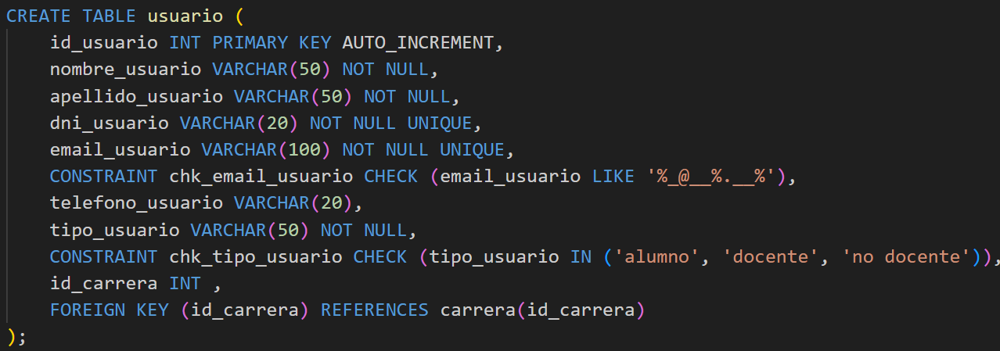 CREATE TABLE usuario (
    id_usuario INT PRIMARY KEY AUTO_INCREMENT,
    nombre_usuario VARCHAR(50) NOT NULL,
    apellido_usuario VARCHAR(50) NOT NULL,
    dni_usuario VARCHAR(20) NOT NULL UNIQUE,
    email_usuario VARCHAR(100) NOT NULL UNIQUE,
    CONSTRAINT chk_email_usuario CHECK (email_usuario LIKE '%_@__%.__%'),
    telefono_usuario VARCHAR(20),
    tipo_usuario VARCHAR(50) NOT NULL,
    CONSTRAINT chk_tipo_usuario CHECK (tipo_usuario IN ('alumno', 'docente', 'no docente')),
    id_carrera INT ,
    FOREIGN KEY (id_carrera) REFERENCES carrera(id_carrera)
);